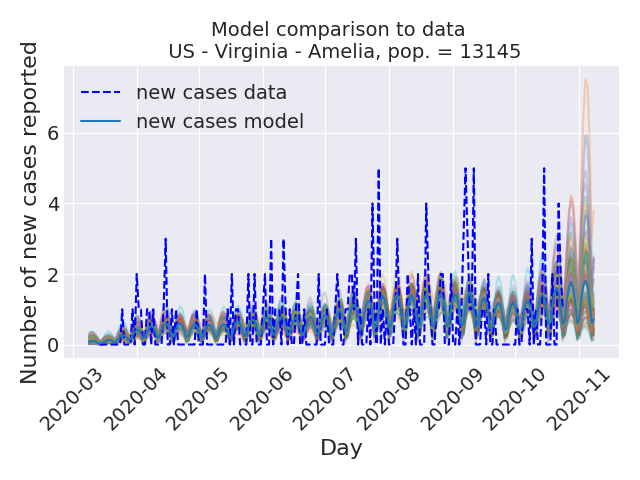 Model comparison to data
US - Virginia - Amelia, pop. = 13145
Number of new cases reported
new cases data
new cases model
6
4
2
0
2020-03
2020-04
2020-05
2020-06
2020-07
2020-08
2020-09
2020-10
2020-11
Day